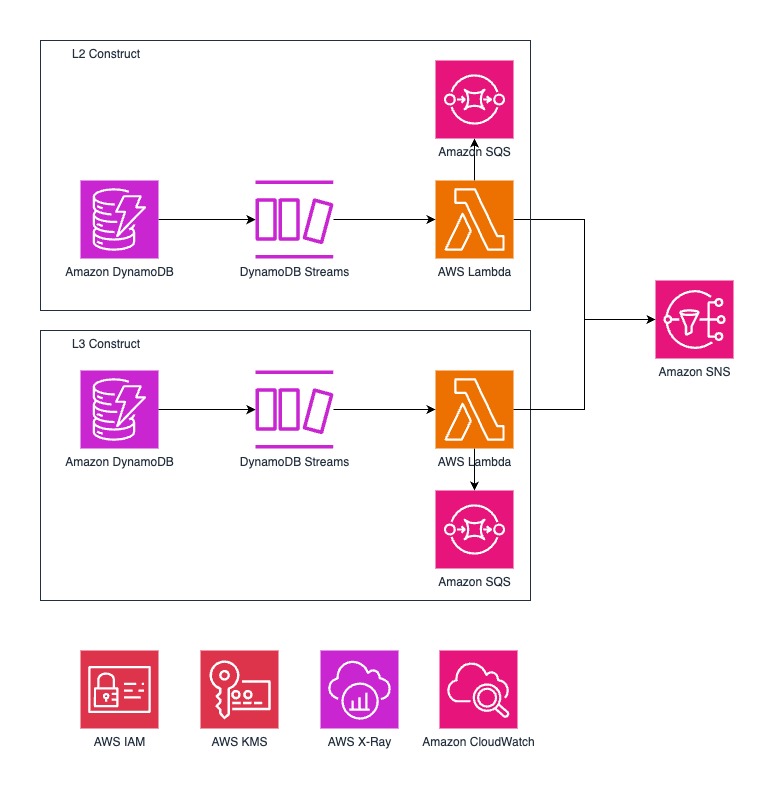 L2 Construct
Amazon SQS
Amazon DynamoDB
DynamoDB Streams
AWS Lambda
Amazon SNS
L3 Construct
Amazon DynamoDB
DynamoDB Streams
AWS Lambda
Amazon SQS
AWS IAM
AWS KMS
AWS X-Ray
Amazon CloudWatch